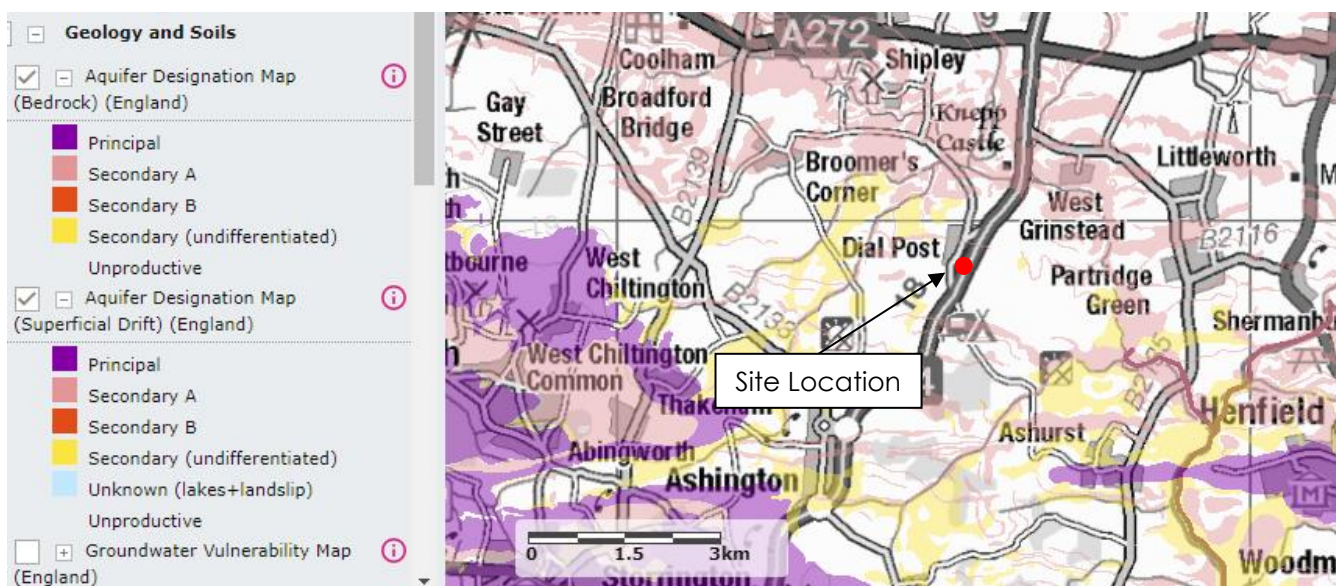 Geology and Soils
Aquifer Designation Map
(Bedrock) (England)
Principal
Secondary A
Secondary B
Secondary (undifferentiated)
Unproductive
Aquifer Designation Map
(Superficial Drift) (England)
Principal
Secondary A
Secondary B
Secondary (undifferentiated)
Unknown (lakes+landslip)
Unproductive
Groundwater Vulnerability Map
(England)
A272
Coolham
Shipley
Gay
Street
Broadford
Bridge
Knepp
Castle
Broomer's
Corner
Littleworth
B2139
West
Grinstead
B2116
Dial Post
West
Chiltington
Partridge
Green
B2133
Shermanb
West Chiltington
Common
Site Location
Henfield
Abingworth
Ashurst
Ashington
0 1.5 3km
Storrington
Woodm